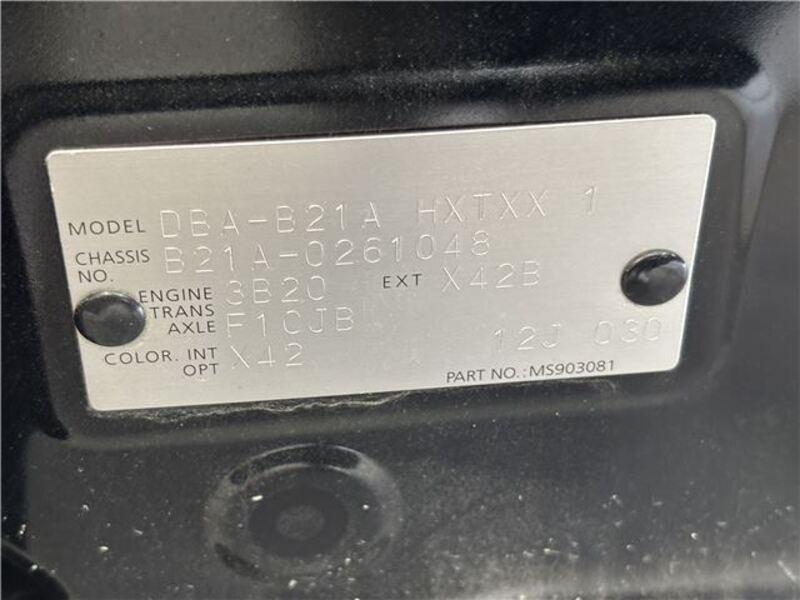 MODEL DBA-B21A HXTXX 1
CHASSIS NO. B21A-0261048
ENGINE 3B20 EXT X42B
TRANS AXLE F1CJB
COLOR. INT OPT X42 12J 030
PART NO.: MS903081